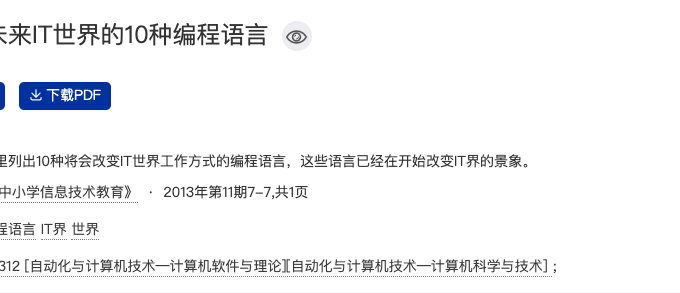 未来IT世界的10种编程语言
下载PDF
里列出10种将会改变IT世界工作方式的编程语言，这些语言已经在开始改变IT界的景象。
中小学信息技术教育》 · 2013年第11期7-7,共1页
程语言 IT界 世界
312 [自动化与计算机技术—计算机软件与理论][自动化与计算机技术—计算机科学与技术] ;